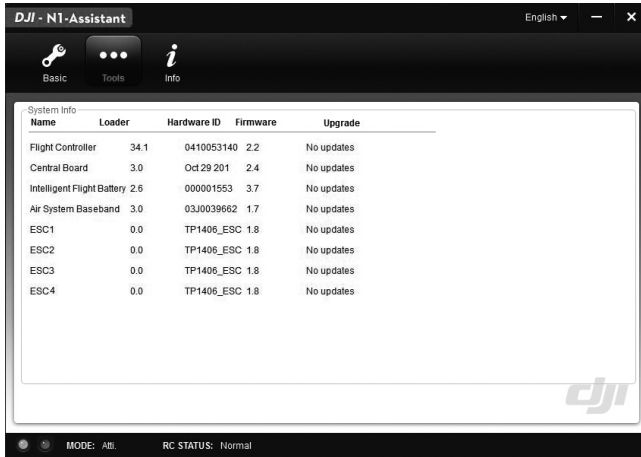 DJI - N1-Assistant English
Basic Tools Info
System Info
Name Loader Hardware ID Firmware Upgrade
Flight Controller 34.1 0410053140 2.2 No updates
Central Board 3.0 Oct 29 201 2.4 No updates
Intelligent Flight Battery 2.6 000001553 3.7 No updates
Air System Baseband 3.0 03J0039662 1.7 No updates
ESC1 0.0 TP1406_ESC 1.8 No updates
ESC2 0.0 TP1406_ESC 1.8 No updates
ESC3 0.0 TP1406_ESC 1.8 No updates
ESC4 0.0 TP1406_ESC 1.8 No updates
dji
MODE: Atti. RC STATUS: Normal